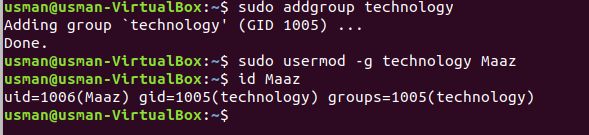 usman@usman-VirtualBox:~$ sudo addgroup technology
Adding group `technology' (GID 1005) ...
Done.
usman@usman-VirtualBox:~$ sudo usermod -g technology Maaz
usman@usman-VirtualBox:~$ id Maaz
uid=1006(Maaz) gid=1005(technology) groups=1005(technology)
usman@usman-VirtualBox:~$